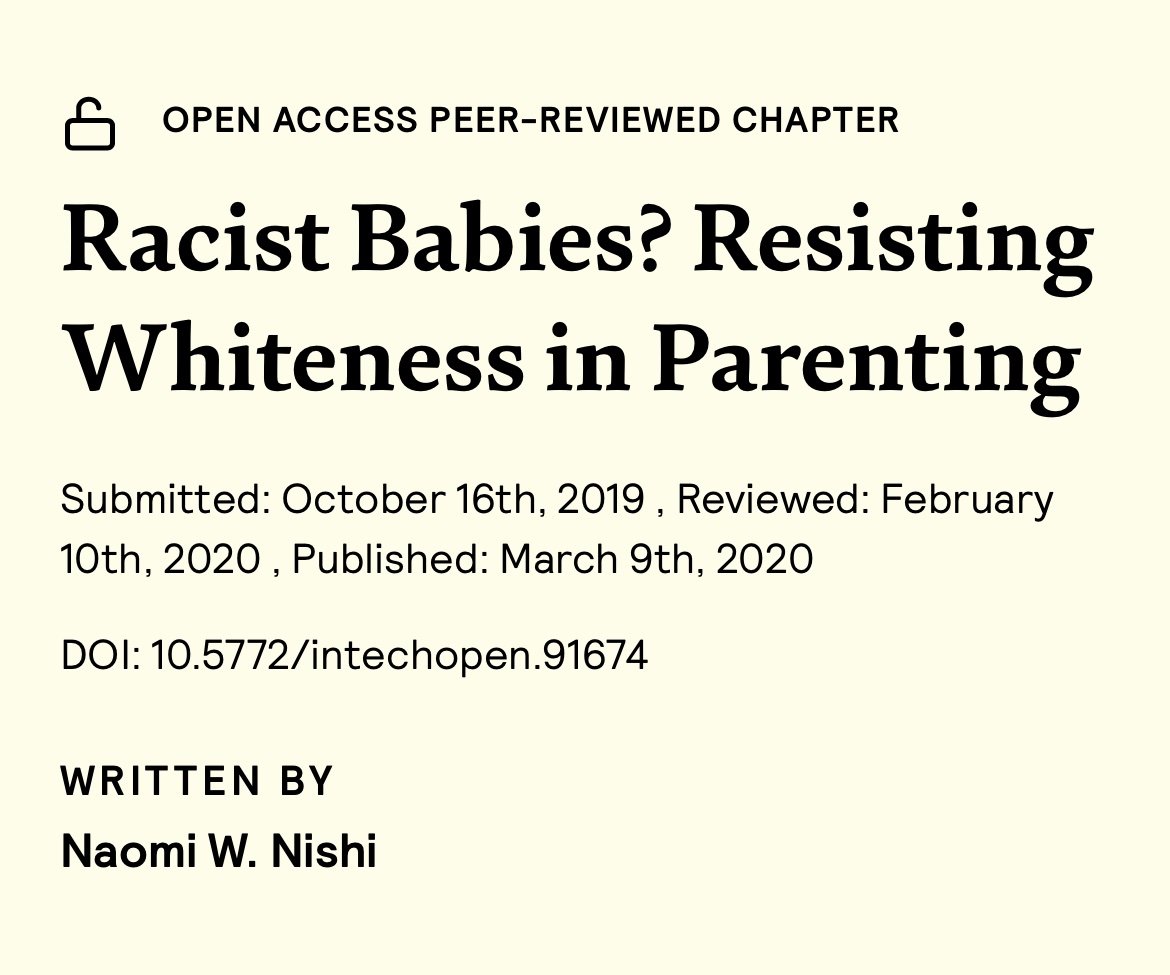 OPEN ACCESS PEER-REVIEWED CHAPTER
Racist Babies? Resisting
Whiteness in Parenting
Submitted: October 16th, 2019 , Reviewed: February
10th, 2020 , Published: March 9th, 2020
DOI: 10.5772/intechopen.91674
WRITTEN BY
Naomi W. Nishi